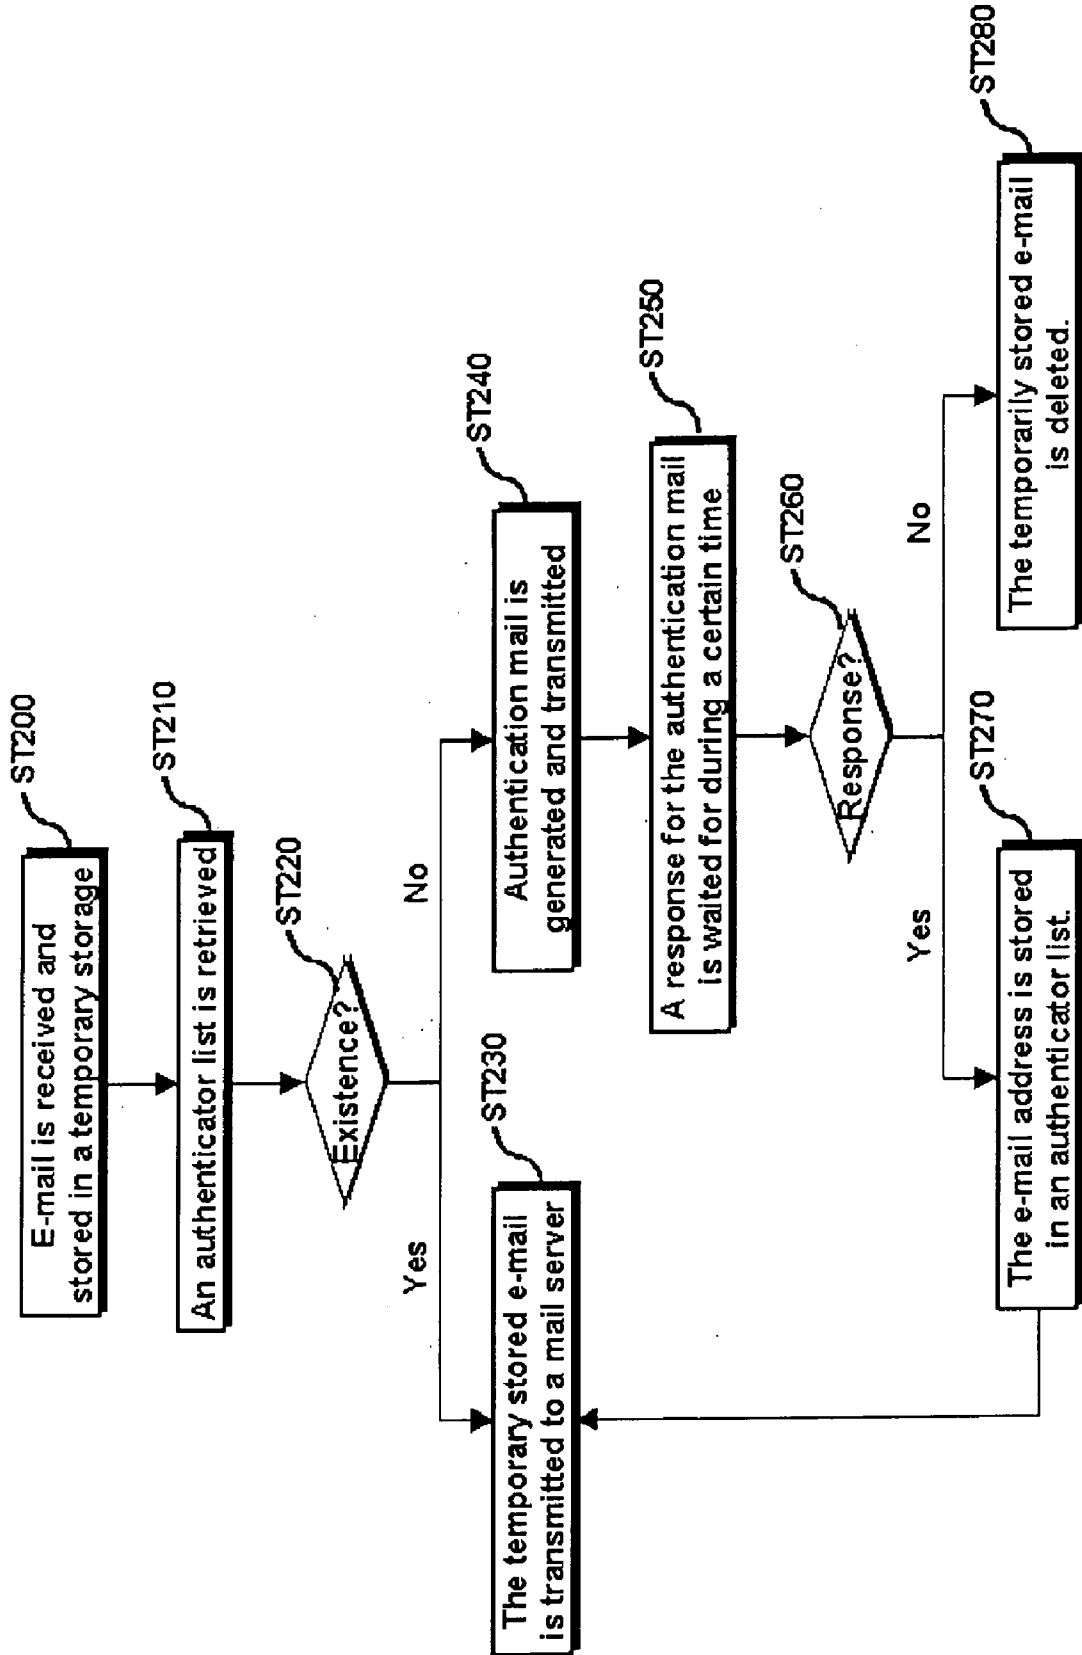 E-mail is received and
stored in a temporary storage
ST200
An authenticator list is retrieved
ST210
Existence?
ST220
Yes
No
The temporary stored e-mail
is transmitted to a mail server
ST230
Authentication mail is
generated and transmitted
ST240
A response for the authentication mail
is waited for during a certain time
ST250
Response?
ST260
Yes
No
The e-mail address is stored
in an authenticator list.
ST270
The temporarily stored e-mail
is deleted.
ST280